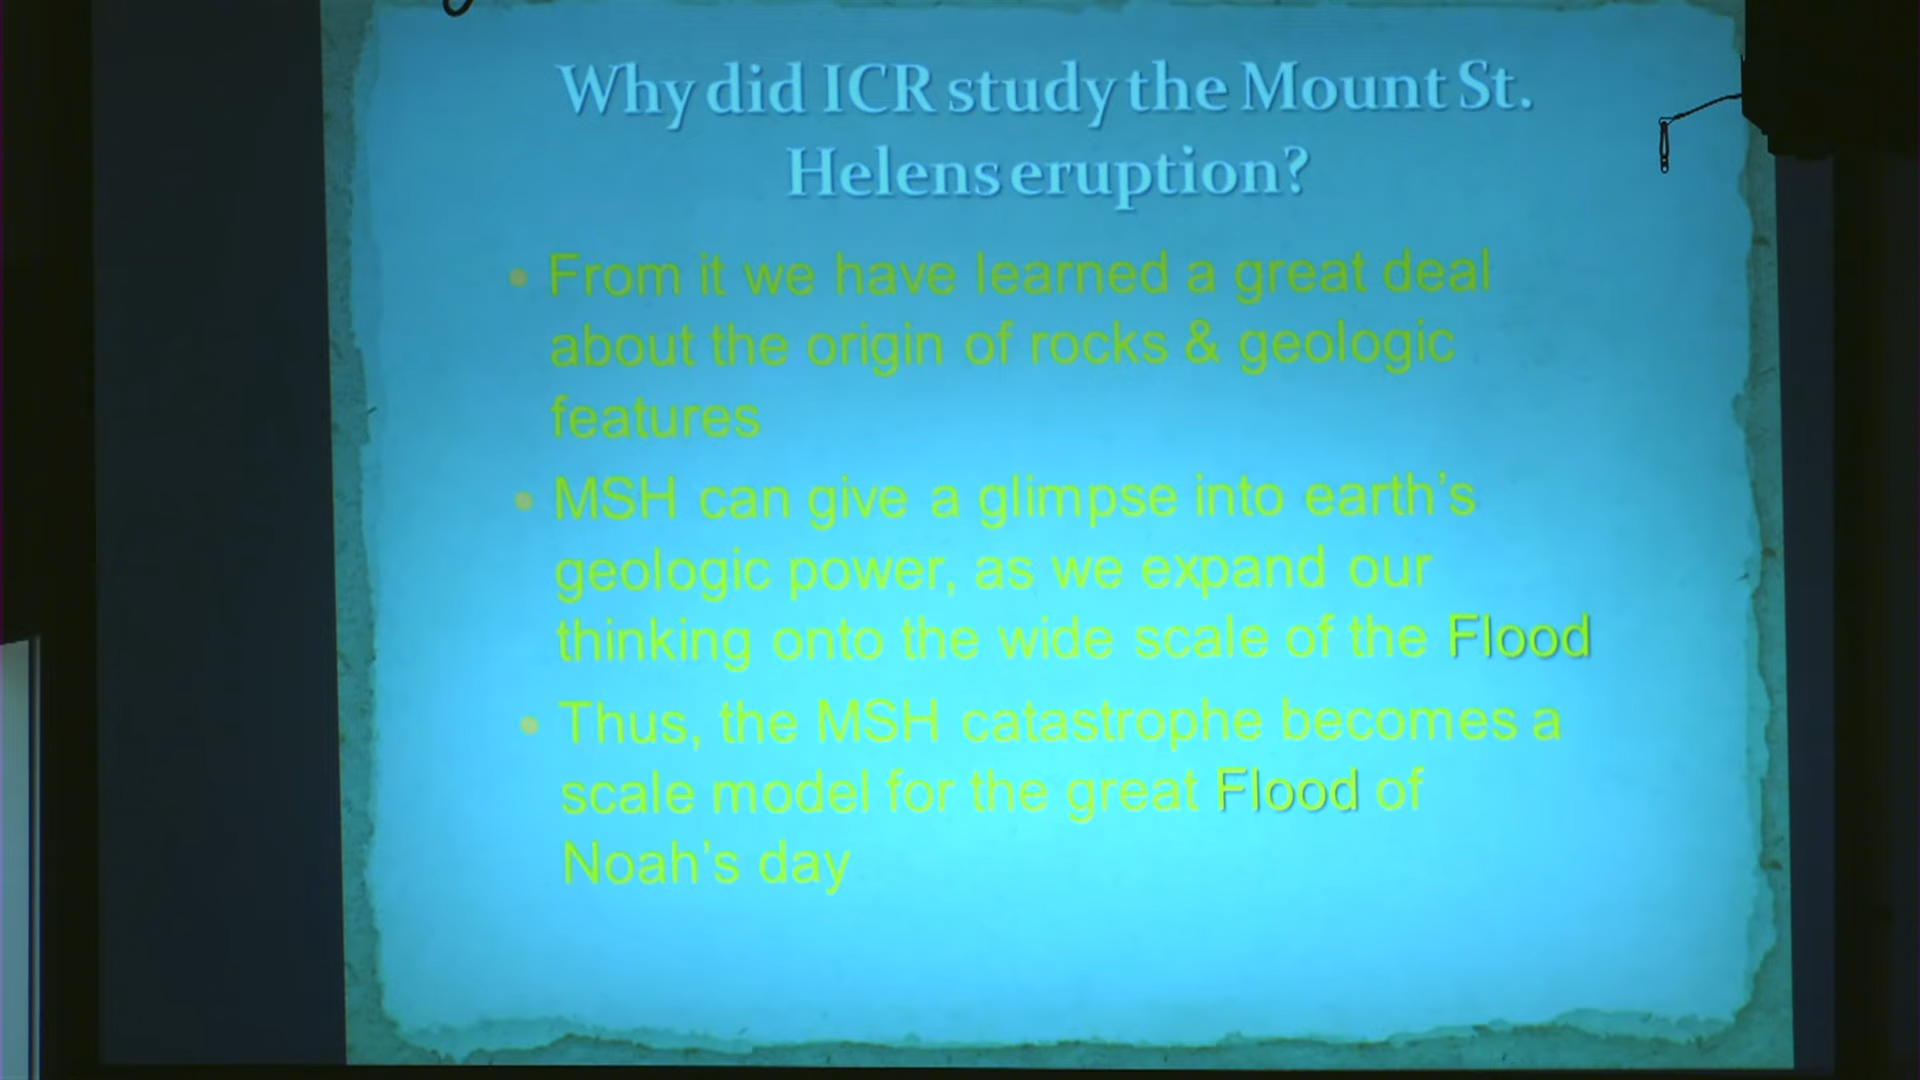 Why did ICR study the Mount St.
Helens eruption?
• From it we have learned a great deal
about the origin of rocks & geologic
features
• MSH can give a glimpse into earth's
geologic power, as we expand our
thinking onto the wide scale of the Flood
• Thus, the MSH catastrophe becomes a
scale model for the great Flood of
Noah's day